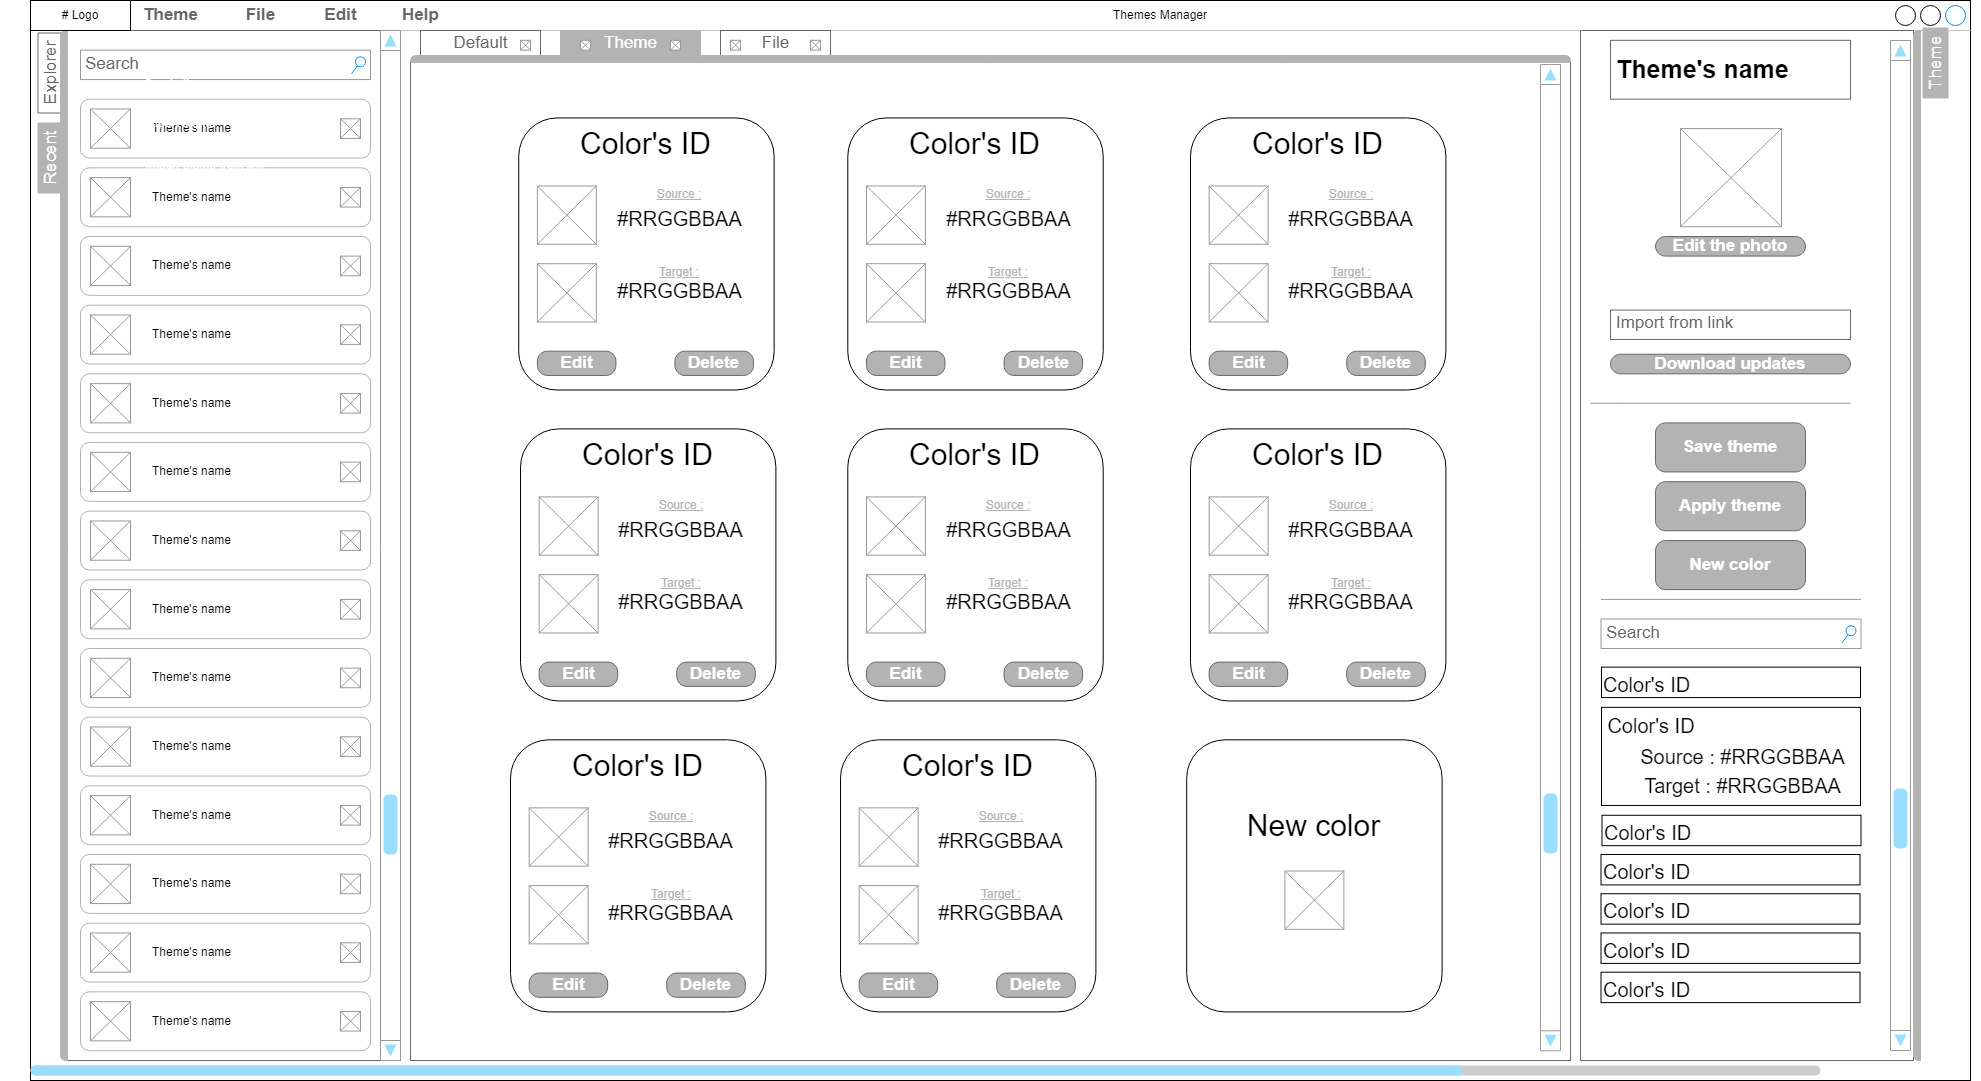 # Logo
Theme
File
Edit
Help
Themes Manager
Explorer
Recent
Search
Theme's name
Theme's name
Theme's name
Theme's name
Theme's name
Theme's name
Theme's name
Theme's name
Theme's name
Theme's name
Theme's name
Theme's name
Theme's name
Theme's name
Default
Theme
File
Color's ID
Source :
#RRGGBBAA
Target :
#RRGGBBAA
Edit
Delete
Color's ID
Source :
#RRGGBBAA
Target :
#RRGGBBAA
Edit
Delete
Color's ID
Source :
#RRGGBBAA
Target :
#RRGGBBAA
Edit
Delete
Color's ID
Source :
#RRGGBBAA
Target :
#RRGGBBAA
Edit
Delete
Color's ID
Source :
#RRGGBBAA
Target :
#RRGGBBAA
Edit
Delete
Color's ID
Source :
#RRGGBBAA
Target :
#RRGGBBAA
Edit
Delete
Color's ID
Source :
#RRGGBBAA
Target :
#RRGGBBAA
Edit
Delete
Color's ID
Source :
#RRGGBBAA
Target :
#RRGGBBAA
Edit
Delete
New color
Theme's name
Edit the photo
Import from link
Download updates
Save theme
Apply theme
New color
Search
Color's ID
Color's ID
Source : #RRGGBBAA
Target : #RRGGBBAA
Color's ID
Color's ID
Color's ID
Color's ID
Color's ID
Theme